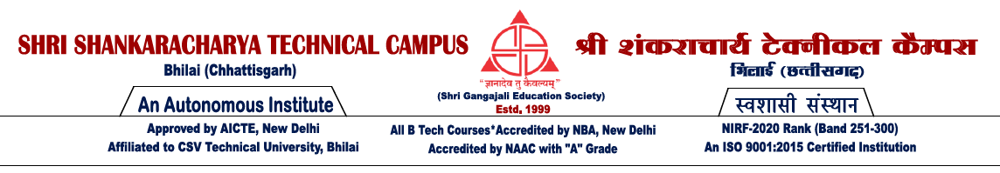 SHRI SHANKARACHARYA TECHNICAL CAMPUS
Bhilai (Chhattisgarh)
An Autonomous Institute
Approved by AICTE, New Delhi
Affiliated to CSV Technical University, Bhilai
“ज्ञानादेव तु कैवल्यम्”
(Shri Gangajali Education Society)
Estd. 1999
All B Tech Courses*Accredited by NBA, New Delhi
Accredited by NAAC with "A" Grade
श्री शंकराचार्य टेक्नीकल कैम्पस
भिलाई (छत्तीसगढ़)
स्वशासी संस्थान
NIRF-2020 Rank (Band 251-300)
An ISO 9001:2015 Certified Institution